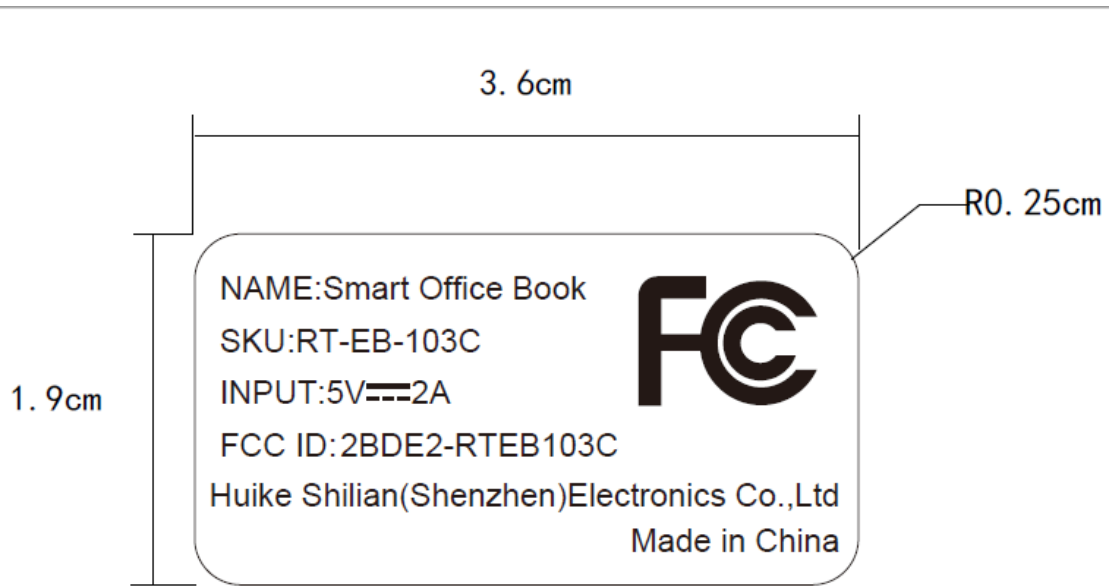 3.6cm
R0.25cm
1.9cm
NAME:Smart Office Book
SKU:RT-EB-103C
INPUT:5V⎓2A
FCC ID:2BDE2-RTEB103C
Huike Shilian(Shenzhen)Electronics Co.,Ltd
Made in China
FCC